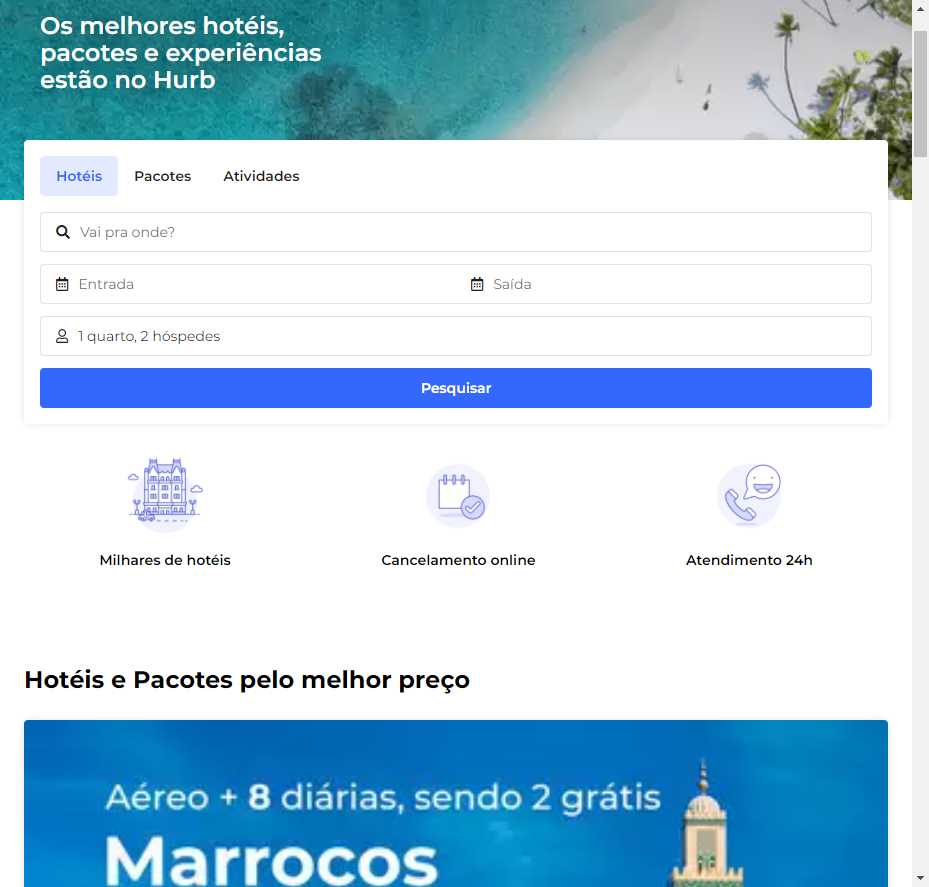 Os melhores hotéis,
pacotes e experiências
estão no Hurb
Hotéis Pacotes Atividades
Vai pra onde?
Entrada Saída
1 quarto, 2 hóspedes
Pesquisar
Milhares de hotéis Cancelamento online Atendimento 24h
Hotéis e Pacotes pelo melhor preço
Aéreo + 8 diárias, sendo 2 grátis
Marrocos